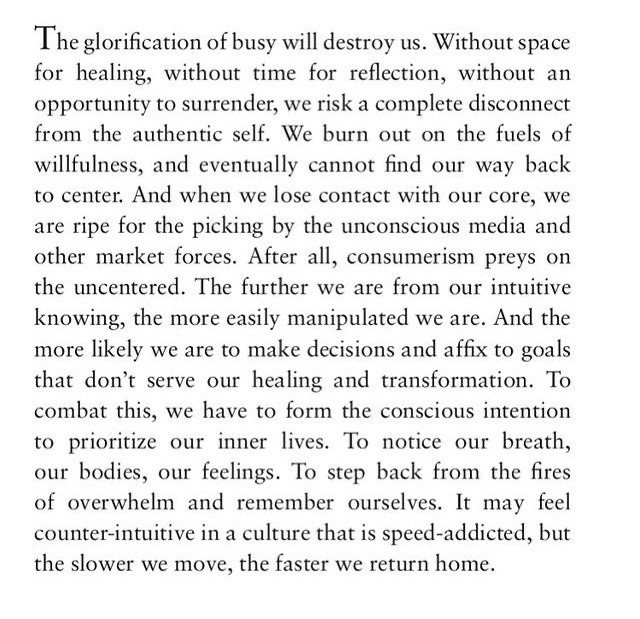 The glorification of busy will destroy us. Without space
for healing, without time for reflection, without an
opportunity to surrender, we risk a complete disconnect
from the authentic self. We burn out on the fuels of
willfulness, and eventually cannot find our way back
to center. And when we lose contact with our core, we
are ripe for the picking by the unconscious media and
other market forces. After all, consumerism preys on
the uncentered. The further we are from our intuitive
knowing, the more easily manipulated we are. And the
more likely we are to make decisions and affix to goals
that don’t serve our healing and transformation. To
combat this, we have to form the conscious intention
to prioritize our inner lives. To notice our breath,
our bodies, our feelings. To step back from the fires
of overwhelm and remember ourselves. It may feel
counter-intuitive in a culture that is speed-addicted, but
the slower we move, the faster we return home.